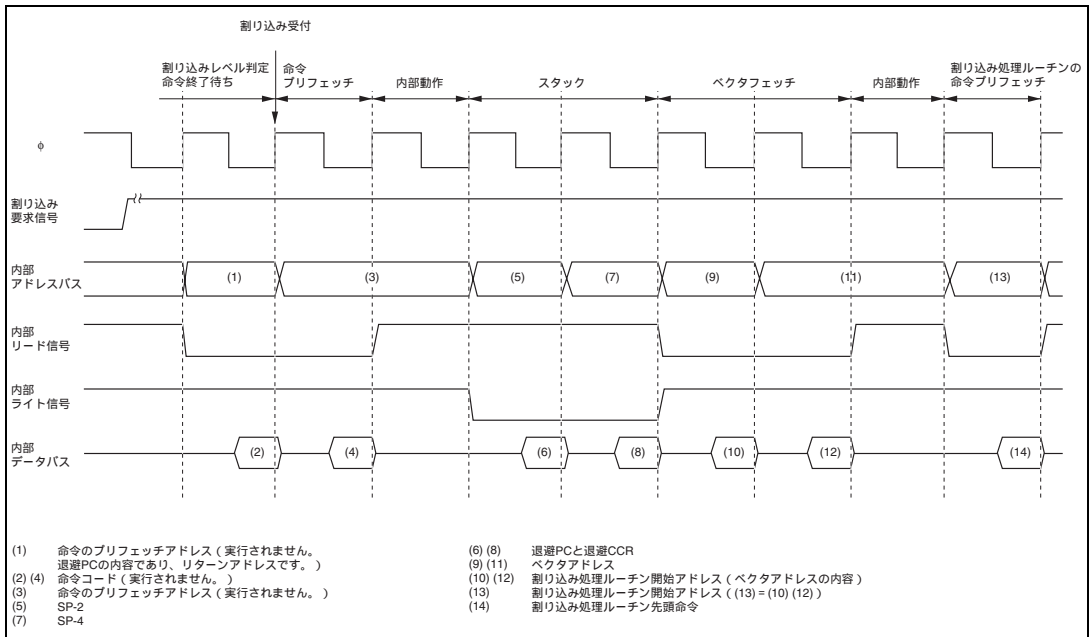 割り込み受付
割り込みレベル判定
命令終了待ち
命令
プリフェッチ
内部動作
スタック
ベクタフェッチ
内部動作
割り込み処理ルーチンの
命令プリフェッチ
φ
割り込み
要求信号
内部
アドレスバス
(1)
(3)
(5)
(7)
(9)
(11)
(13)
内部
リード信号
内部
ライト信号
内部
データバス
(2)
(4)
(6)
(8)
(10)
(12)
(14)
(1) 命令のプリフェッチアドレス（実行されません。
退避PCの内容であり、リターンアドレスです。）
(2) (4) 命令コード（実行されません。）
(3) 命令のプリフェッチアドレス（実行されません。）
(5) SP-2
(7) SP-4
(6) (8) 退避PCと退避CCR
(9) (11) ベクタアドレス
(10) (12) 割り込み処理ルーチン開始アドレス（ベクタアドレスの内容）
(13) 割り込み処理ルーチン開始アドレス（(13) = (10) (12)）
(14) 割り込み処理ルーチン先頭命令